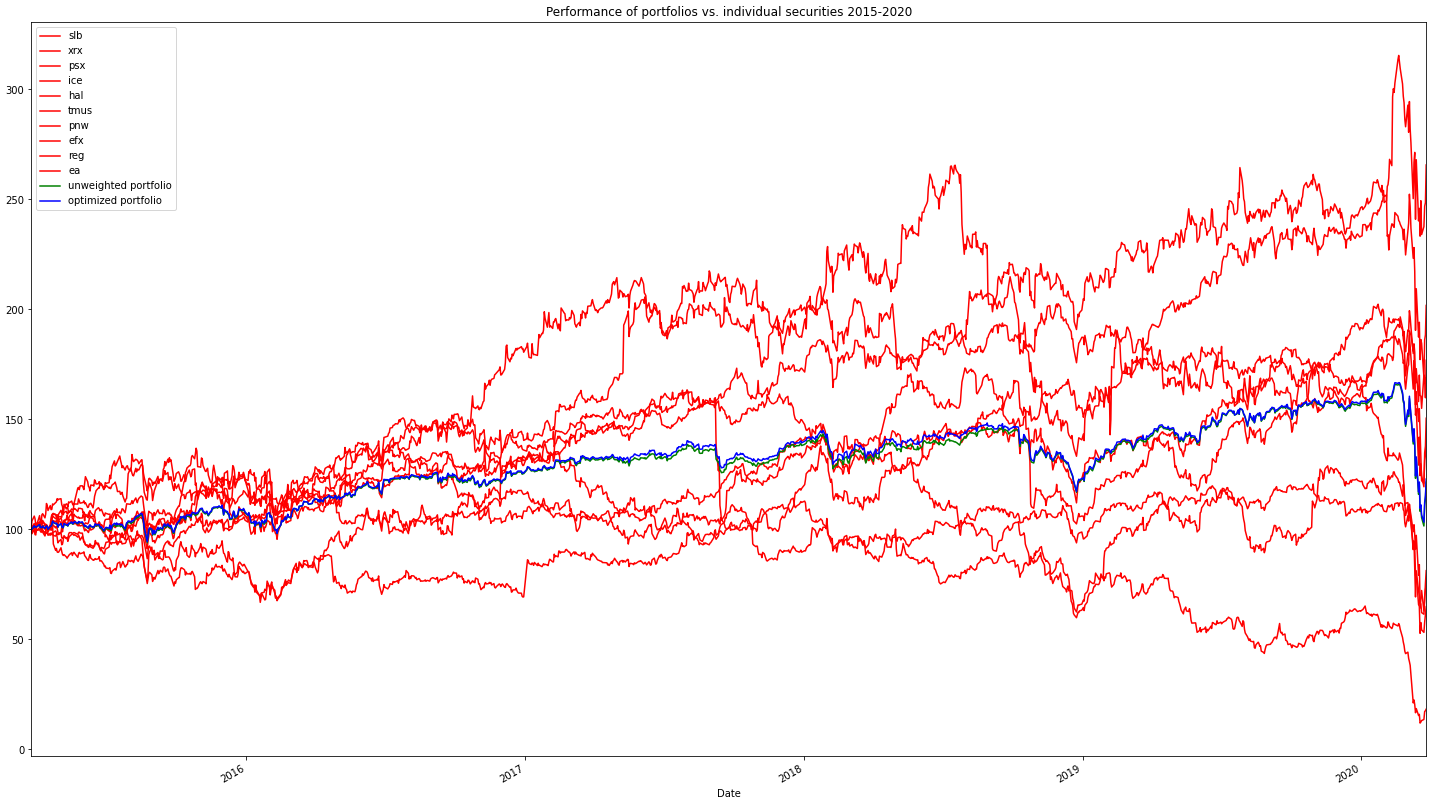 Performance of portfolios vs. individual securities 2015-2020
slb
xrx
psx
ice
hal
tmus
pnw
efx
reg
ea
unweighted portfolio
optimized portfolio
300
250
200
150
100
50
0
2016
2017
2018
2019
2020
Date